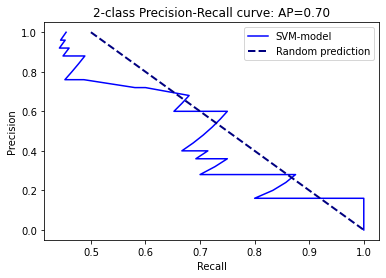 2-class Precision-Recall curve: AP=0.70
SVM-model
Random prediction
1.0
0.8
0.6
0.4
0.2
0.0
Precision
0.5 0.6 0.7 0.8 0.9 1.0
Recall